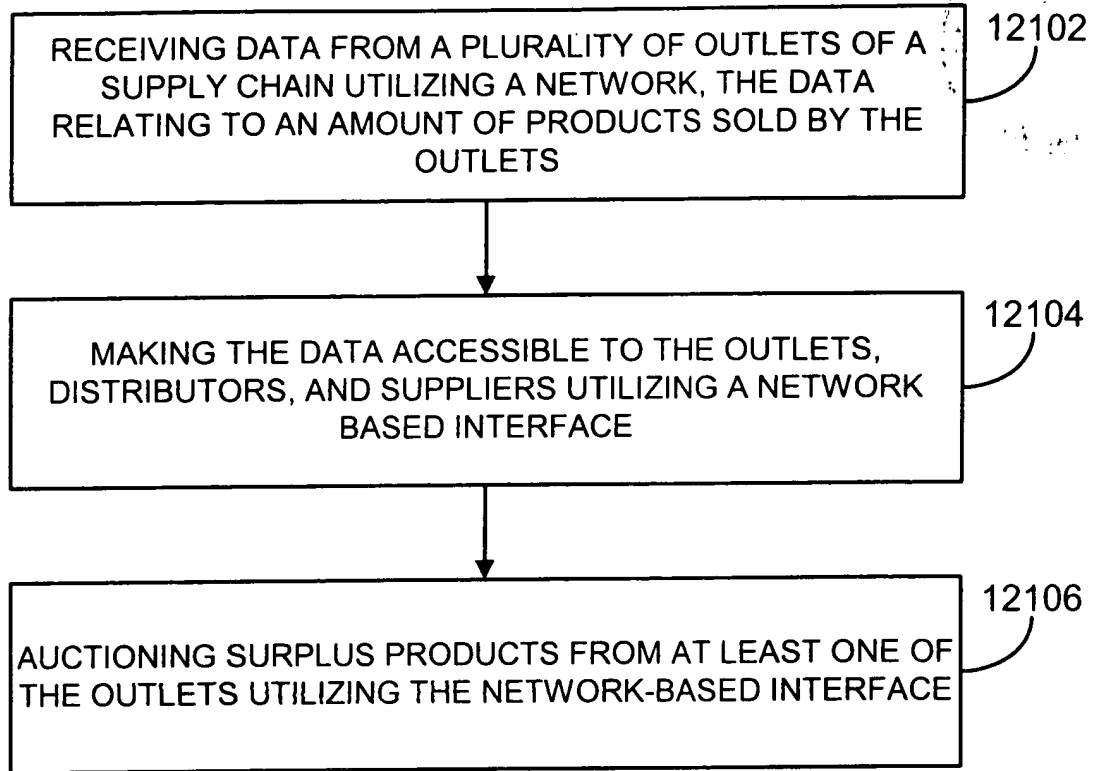 RECEIVING DATA FROM A PLURALITY OF OUTLETS OF A
SUPPLY CHAIN UTILIZING A NETWORK, THE DATA
RELATING TO AN AMOUNT OF PRODUCTS SOLD BY THE
OUTLETS
12102
MAKING THE DATA ACCESSIBLE TO THE OUTLETS,
DISTRIBUTORS, AND SUPPLIERS UTILIZING A NETWORK
BASED INTERFACE
12104
AUCTIONING SURPLUS PRODUCTS FROM AT LEAST ONE OF
THE OUTLETS UTILIZING THE NETWORK-BASED INTERFACE
12106